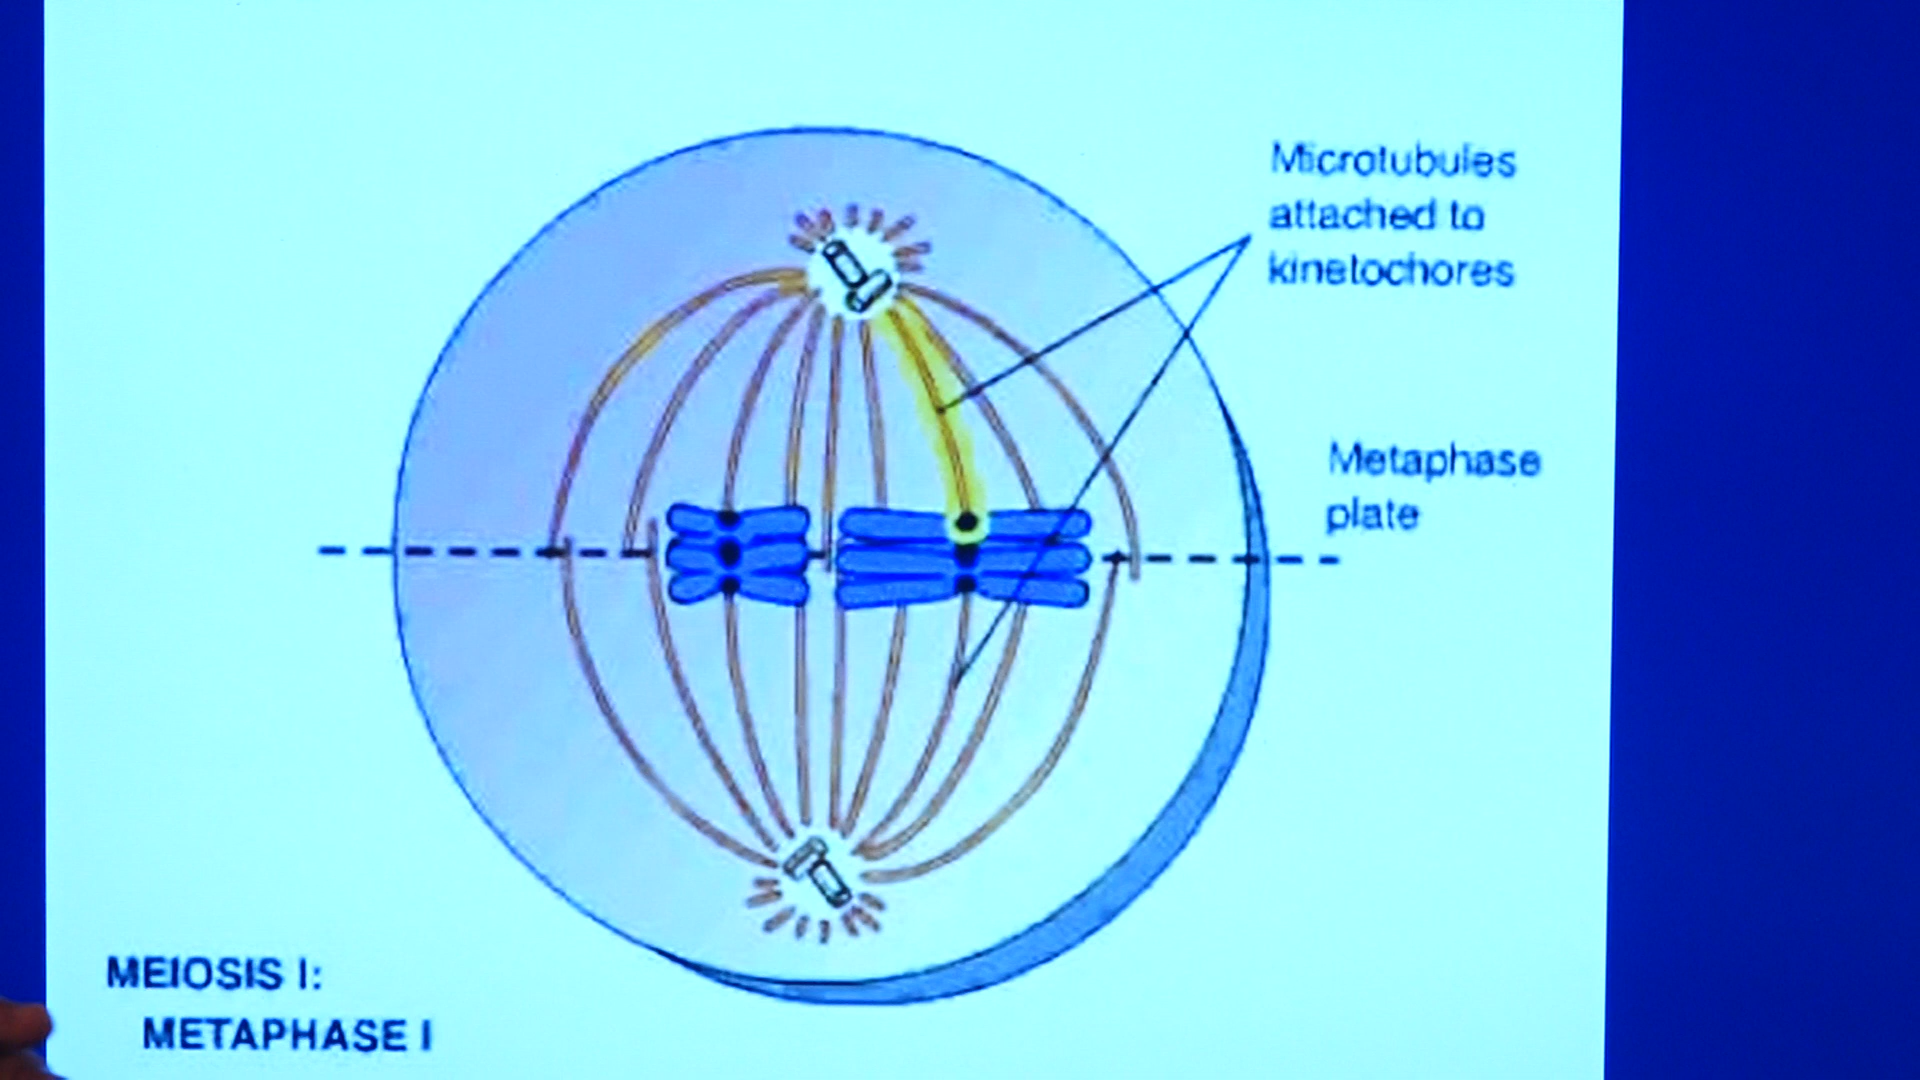 Microtubules
attached to
kinetochores
Metaphase
plate
MEIOSIS I:
METAPHASE I